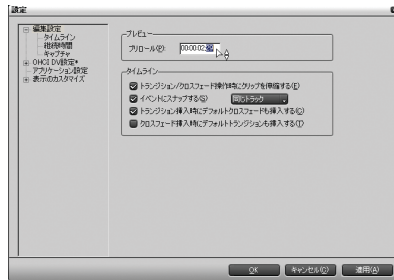 設定
編集設定
タイムライン
継続時間
キャプチャ
OHCI DV設定*
アプリケーション設定
表示のカスタマイズ
プレビュー
プリロール(P): 00:00:02;00
タイムライン
トランジション/クロスフェード操作時にクリップを伸縮する(E)
イベントにスナップする(S) 同じトラック
トランジション挿入時にデフォルトクロスフェードも挿入する(C)
クロスフェード挿入時にデフォルトトランジションも挿入する(T)
OK キャンセル(C) 適用(A)